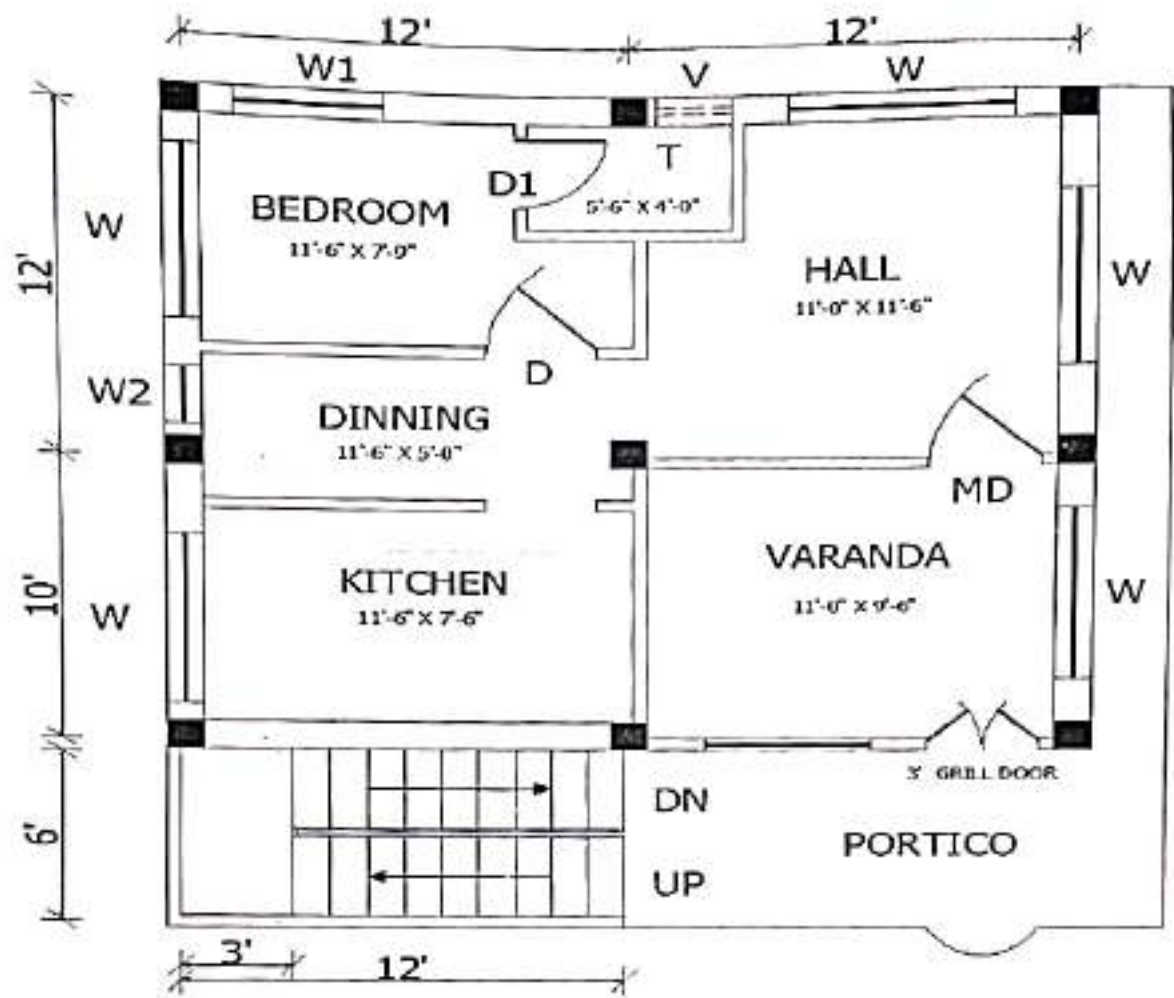 12'
12'
W1
V
W
T
5'-6" X 4'-0"
D1
BEDROOM
11'-6" X 7'-9"
W
12'
HALL
11'-0" X 11'-6"
W
D
W2
DINNING
11'-6" X 5'-0"
MD
VARANDA
11'-0" X 9'-6"
KITCHEN
11'-6" X 7'-6"
10'
W
W
3' GRILL DOOR
DN
PORTICO
6'
UP
3'
12'